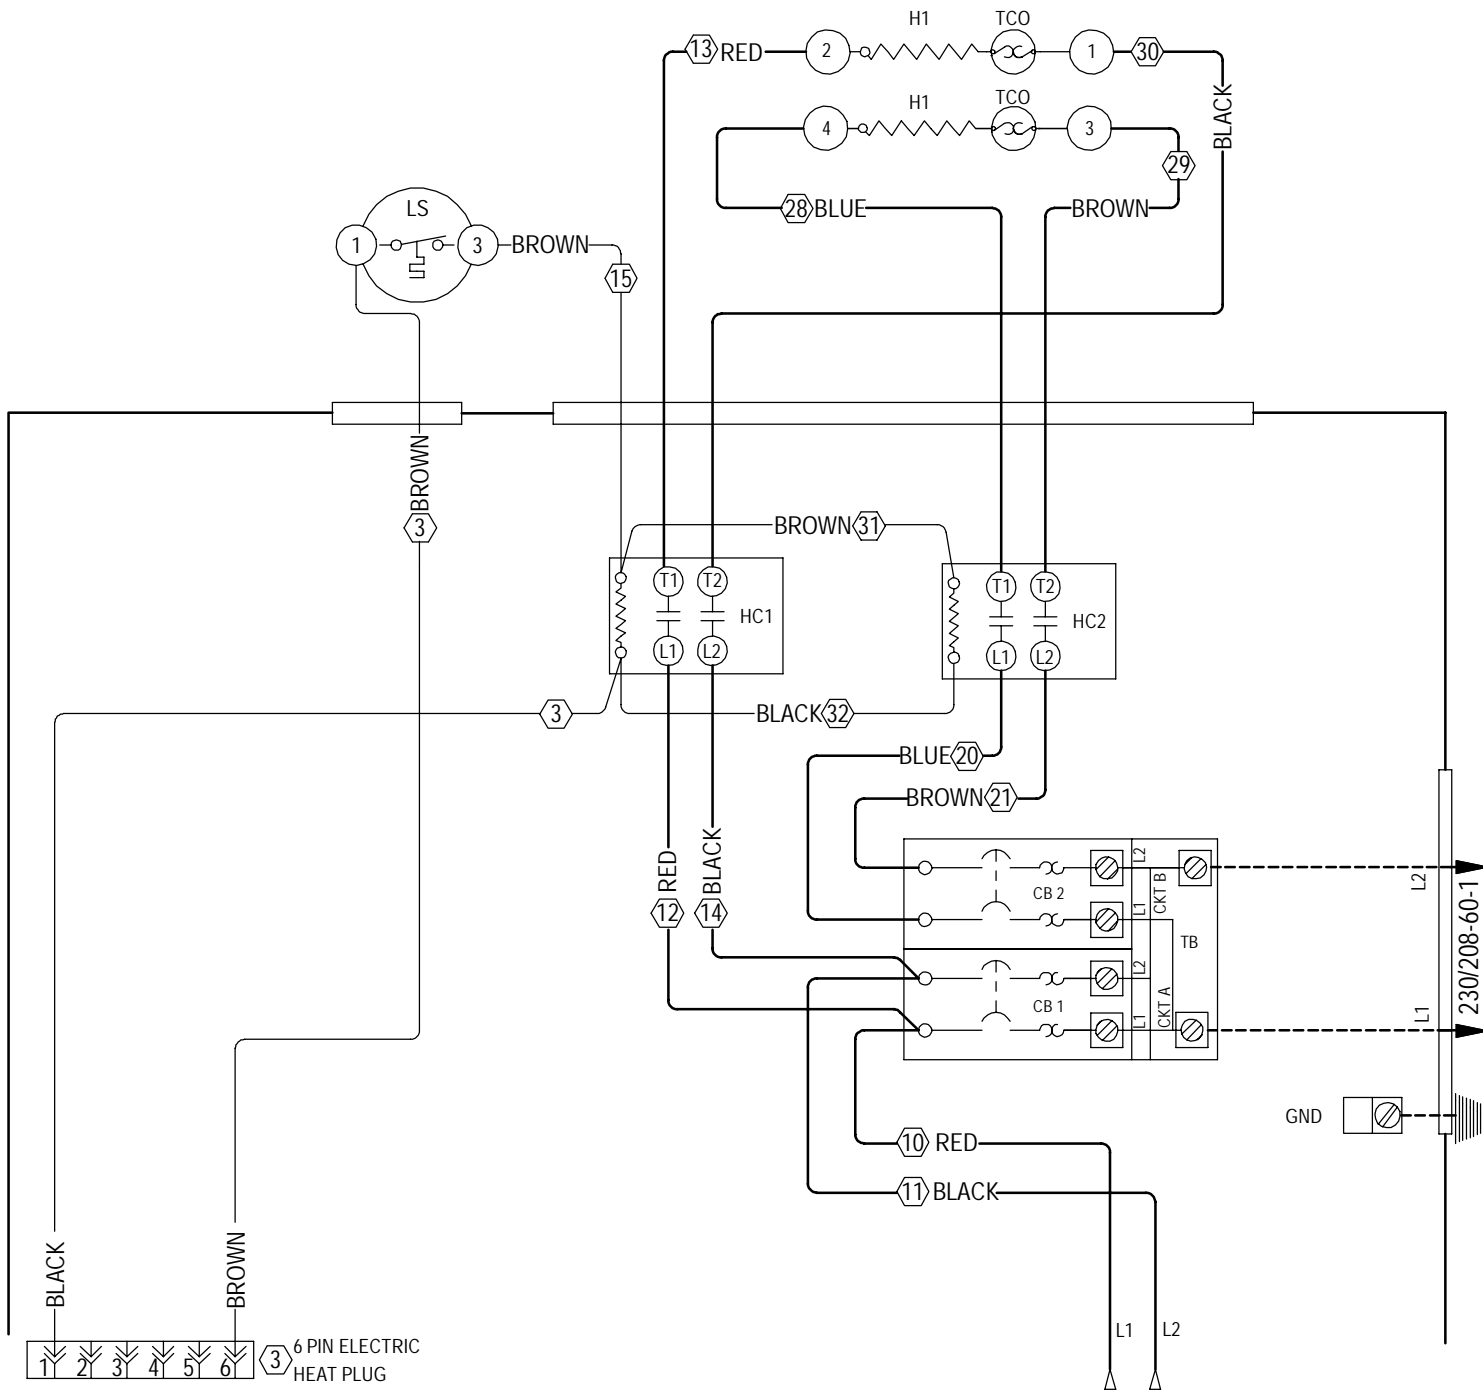 H1 TCO
13 RED 2 1 30
H1 TCO
4 3
BLACK
29
28 BLUE BROWN
LS
1 3 BROWN
15
BROWN
3
BROWN 31
T1 T2 HC1
L1 L2
T1 T2 HC2
L1 L2
3
BLACK 32
BLUE 20
BROWN 21
RED
12
BLACK
14
CB 2
L2
L1
CKT B
TB
CB 1
L2
L1
CKT A
L2
L1
230/208-60-1
GND
10 RED
11 BLACK
BLACK
BROWN
L1 L2
1 2 3 4 5 6
3 6 PIN ELECTRIC
HEAT PLUG